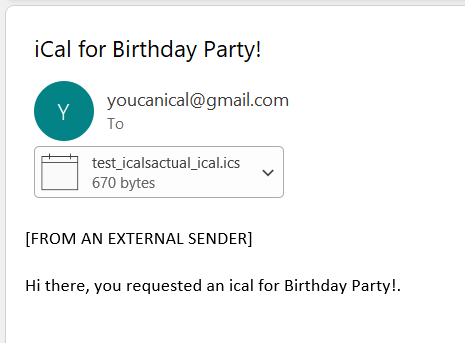 iCal for Birthday Party!
Y
youcanical@gmail.com
To
test_icalsactual_ical.ics
670 bytes
[FROM AN EXTERNAL SENDER]
Hi there, you requested an ical for Birthday Party!.